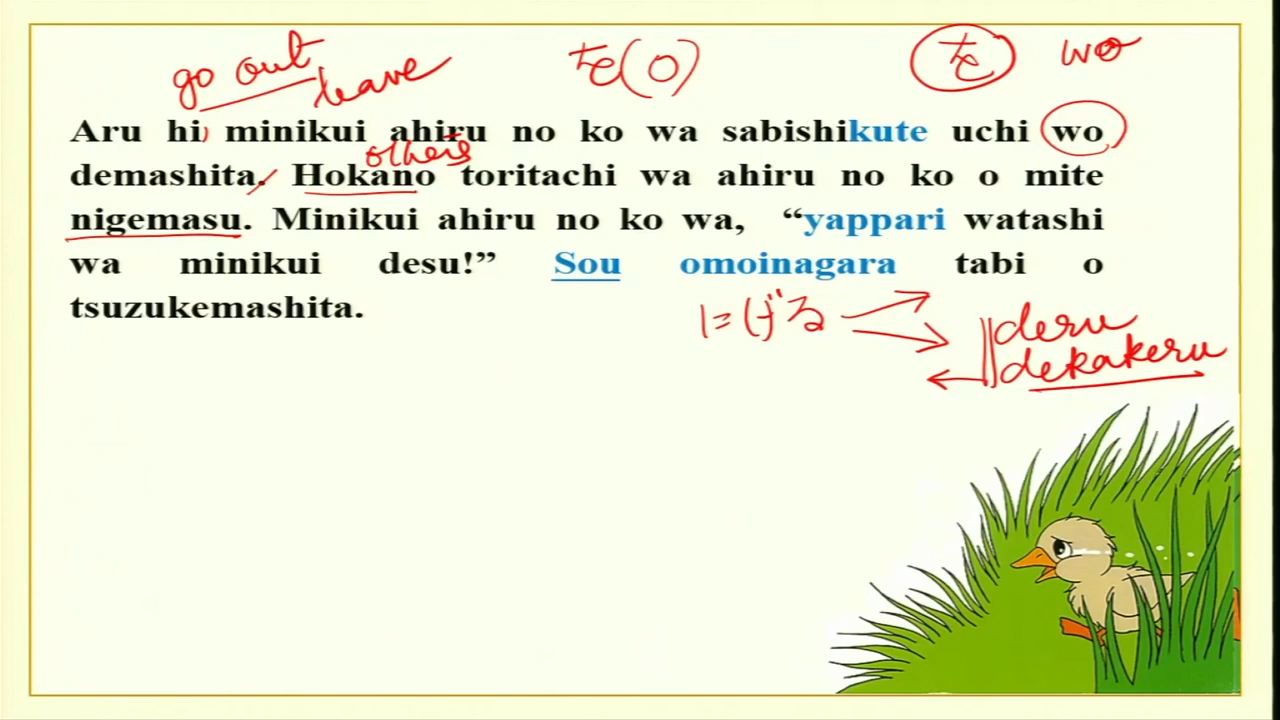 go out
leave
を(o)
を wo
Aru hi, minikui ahiru no ko wa sabishikute uchi wo
others
demashita. Hokano toritachi wa ahiru no ko o mite
nigemasu. Minikui ahiru no ko wa, “yappari watashi
wa minikui desu!” Sou omoinagara tabi o
tsuzukemashita.
にげる
deru
dekakeru